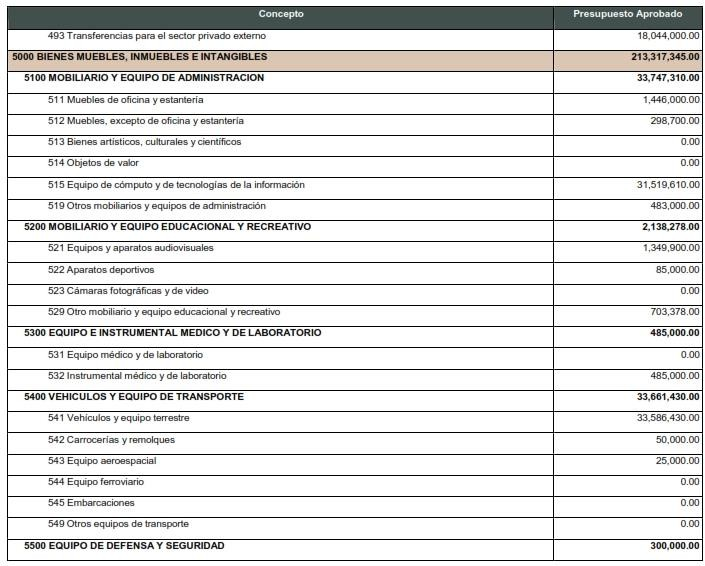 Concepto Presupuesto Aprobado
493 Transferencias para el sector privado externo 18,044,000.00
5000 BIENES MUEBLES, INMUEBLES E INTANGIBLES 213,317,345.00
5100 MOBILIARIO Y EQUIPO DE ADMINISTRACION 33,747,310.00
511 Muebles de oficina y estantería 1,446,000.00
512 Muebles, excepto de oficina y estantería 298,700.00
513 Bienes artísticos, culturales y científicos 0.00
514 Objetos de valor 0.00
515 Equipo de cómputo y de tecnologías de la información 31,519,610.00
519 Otros mobiliarios y equipos de administración 483,000.00
5200 MOBILIARIO Y EQUIPO EDUCACIONAL Y RECREATIVO 2,138,278.00
521 Equipos y aparatos audiovisuales 1,349,900.00
522 Aparatos deportivos 85,000.00
523 Cámaras fotográficas y de video 0.00
529 Otro mobiliario y equipo educacional y recreativo 703,378.00
5300 EQUIPO E INSTRUMENTAL MEDICO Y DE LABORATORIO 485,000.00
531 Equipo médico y de laboratorio 0.00
532 Instrumental médico y de laboratorio 485,000.00
5400 VEHICULOS Y EQUIPO DE TRANSPORTE 33,661,430.00
541 Vehículos y equipo terrestre 33,586,430.00
542 Carrocerías y remolques 50,000.00
543 Equipo aeroespacial 25,000.00
544 Equipo ferroviario 0.00
545 Embarcaciones 0.00
549 Otros equipos de transporte 0.00
5500 EQUIPO DE DEFENSA Y SEGURIDAD 300,000.00